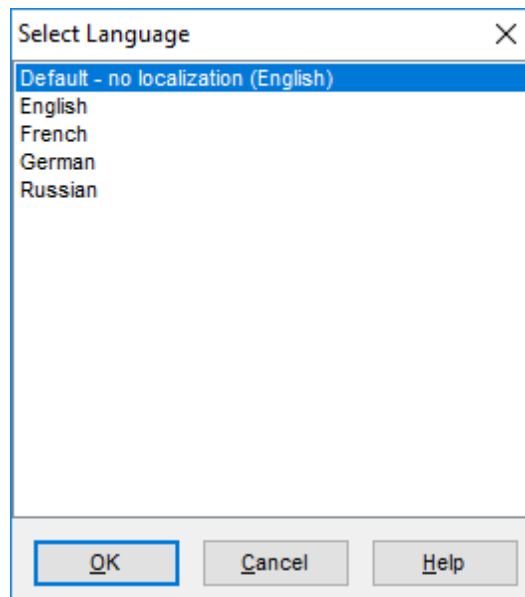 Select Language
Default - no localization (English)
English
French
German
Russian
OK
Cancel
Help